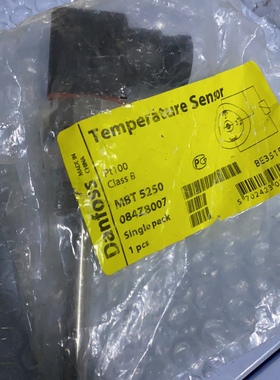 Temperature Sensor
Pt100
Class B
MBT 5250
084Z8007
Single pack
1 pcs
Danfoss
MADE IN
CHINA